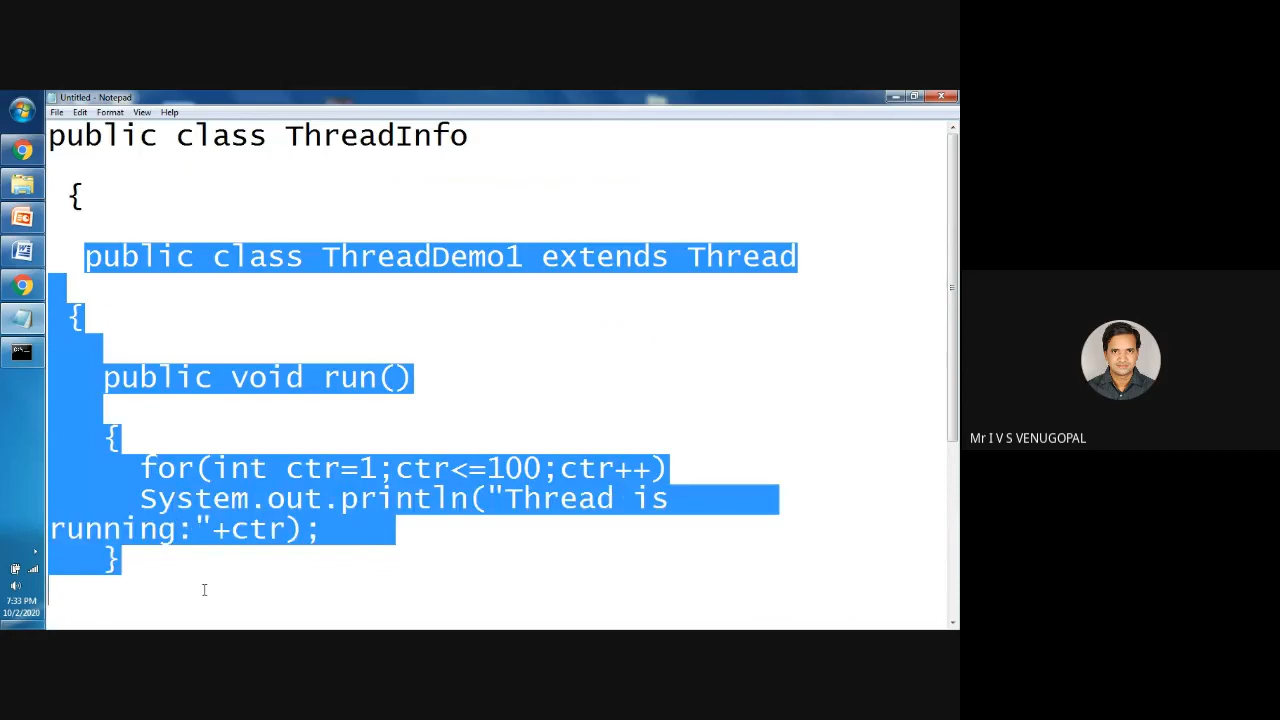 Untitled - Notepad
File Edit Format View Help
public class ThreadInfo
{
public class ThreadDemo1 extends Thread
{
public void run()
{
for(int ctr=1;ctr<=100;ctr++)
System.out.println("Thread is
running:"+ctr);
}
7:33 PM
10/2/2020
Mr I V S VENUGOPAL